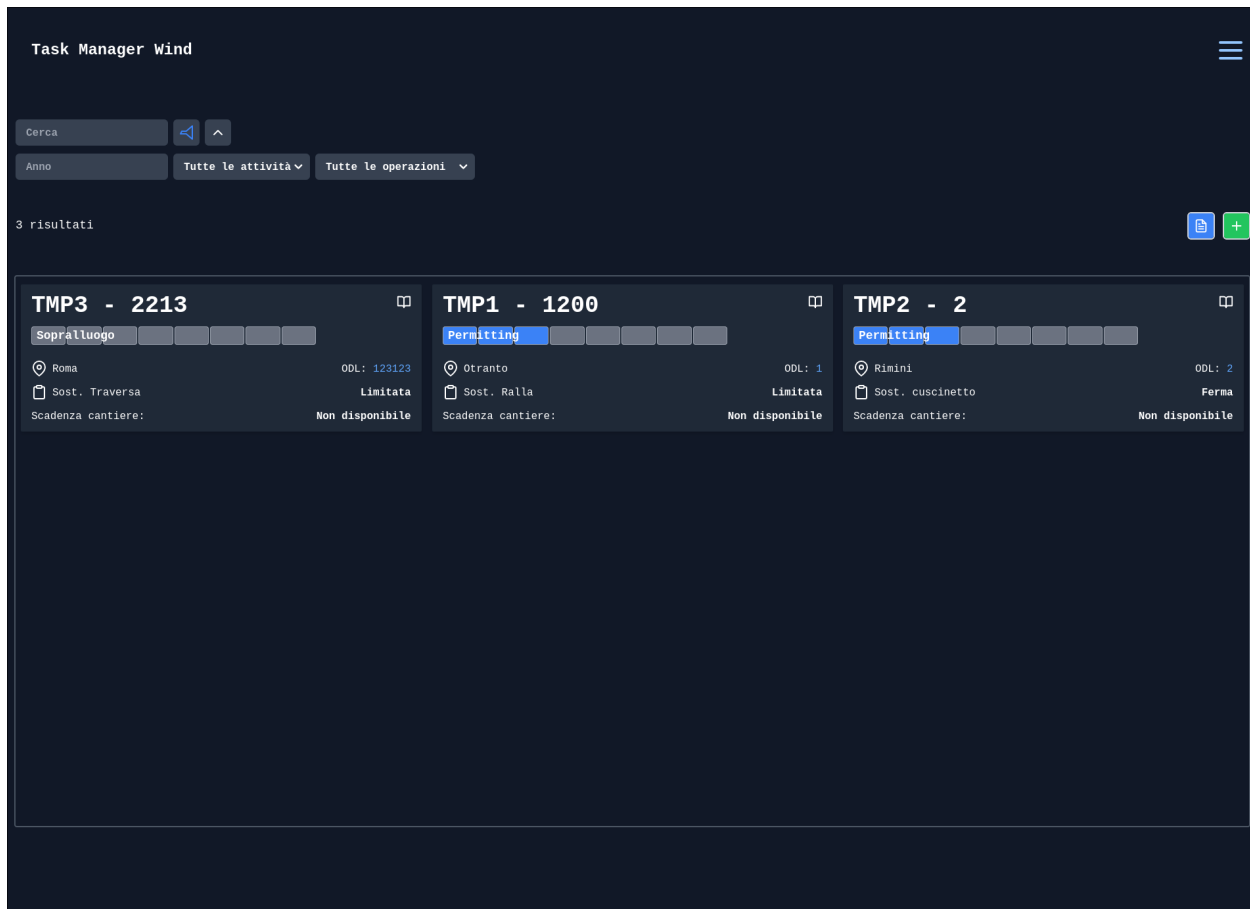 Task Manager Wind
Cerca
Anno
Tutte le attività
Tutte le operazioni
3 risultati
TMP3 - 2213
Sopralluogo
Roma
ODL: 123123
Sost. Traversa
Limitata
Scadenza cantiere:
Non disponibile
TMP1 - 1200
Permitting
Otranto
ODL: 1
Sost. Ralla
Limitata
Scadenza cantiere:
Non disponibile
TMP2 - 2
Permitting
Rimini
ODL: 2
Sost. cuscinetto
Ferma
Scadenza cantiere:
Non disponibile